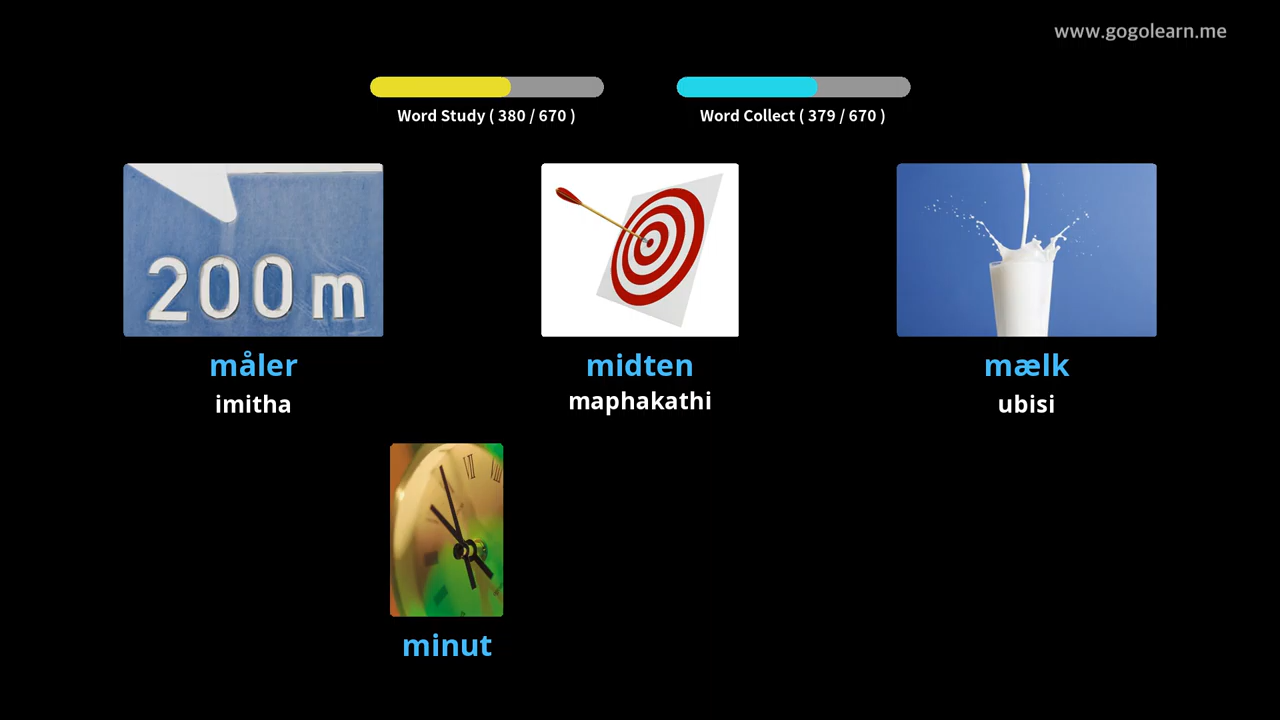 www.gogolearn.me
Word Study ( 380 / 670 )
Word Collect ( 379 / 670 )
200 m
måler
midten
mælk
imitha
maphakathi
ubisi
minut